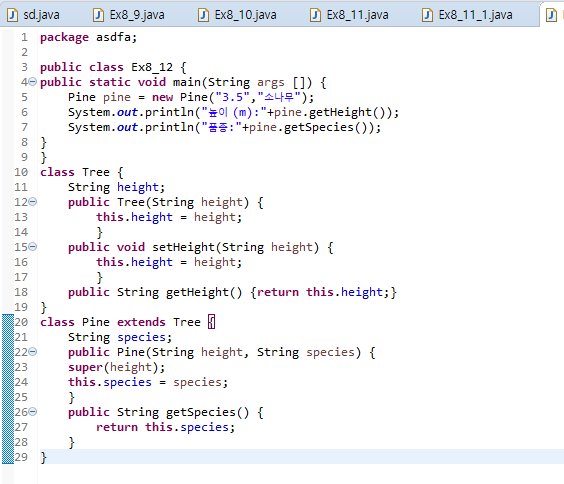 sd.java Ex8_9.java Ex8_10.java Ex8_11.java Ex8_11_1.java
1 package asdfa;
2
3 public class Ex8_12 {
4 public static void main(String args []) {
5     Pine pine = new Pine("3.5","소나무");
6     System.out.println("높이 (m):"+pine.getHeight());
7     System.out.println("품종:"+pine.getSpecies());
8 }
9 }
10 class Tree {
11     String height;
12     public Tree(String height) {
13         this.height = height;
14         }
15     public void setHeight(String height) {
16         this.height = height;
17         }
18     public String getHeight() {return this.height;}
19 }
20 class Pine extends Tree {
21     String species;
22     public Pine(String height, String species) {
23     super(height);
24     this.species = species;
25     }
26     public String getSpecies() {
27         return this.species;
28     }
29 }